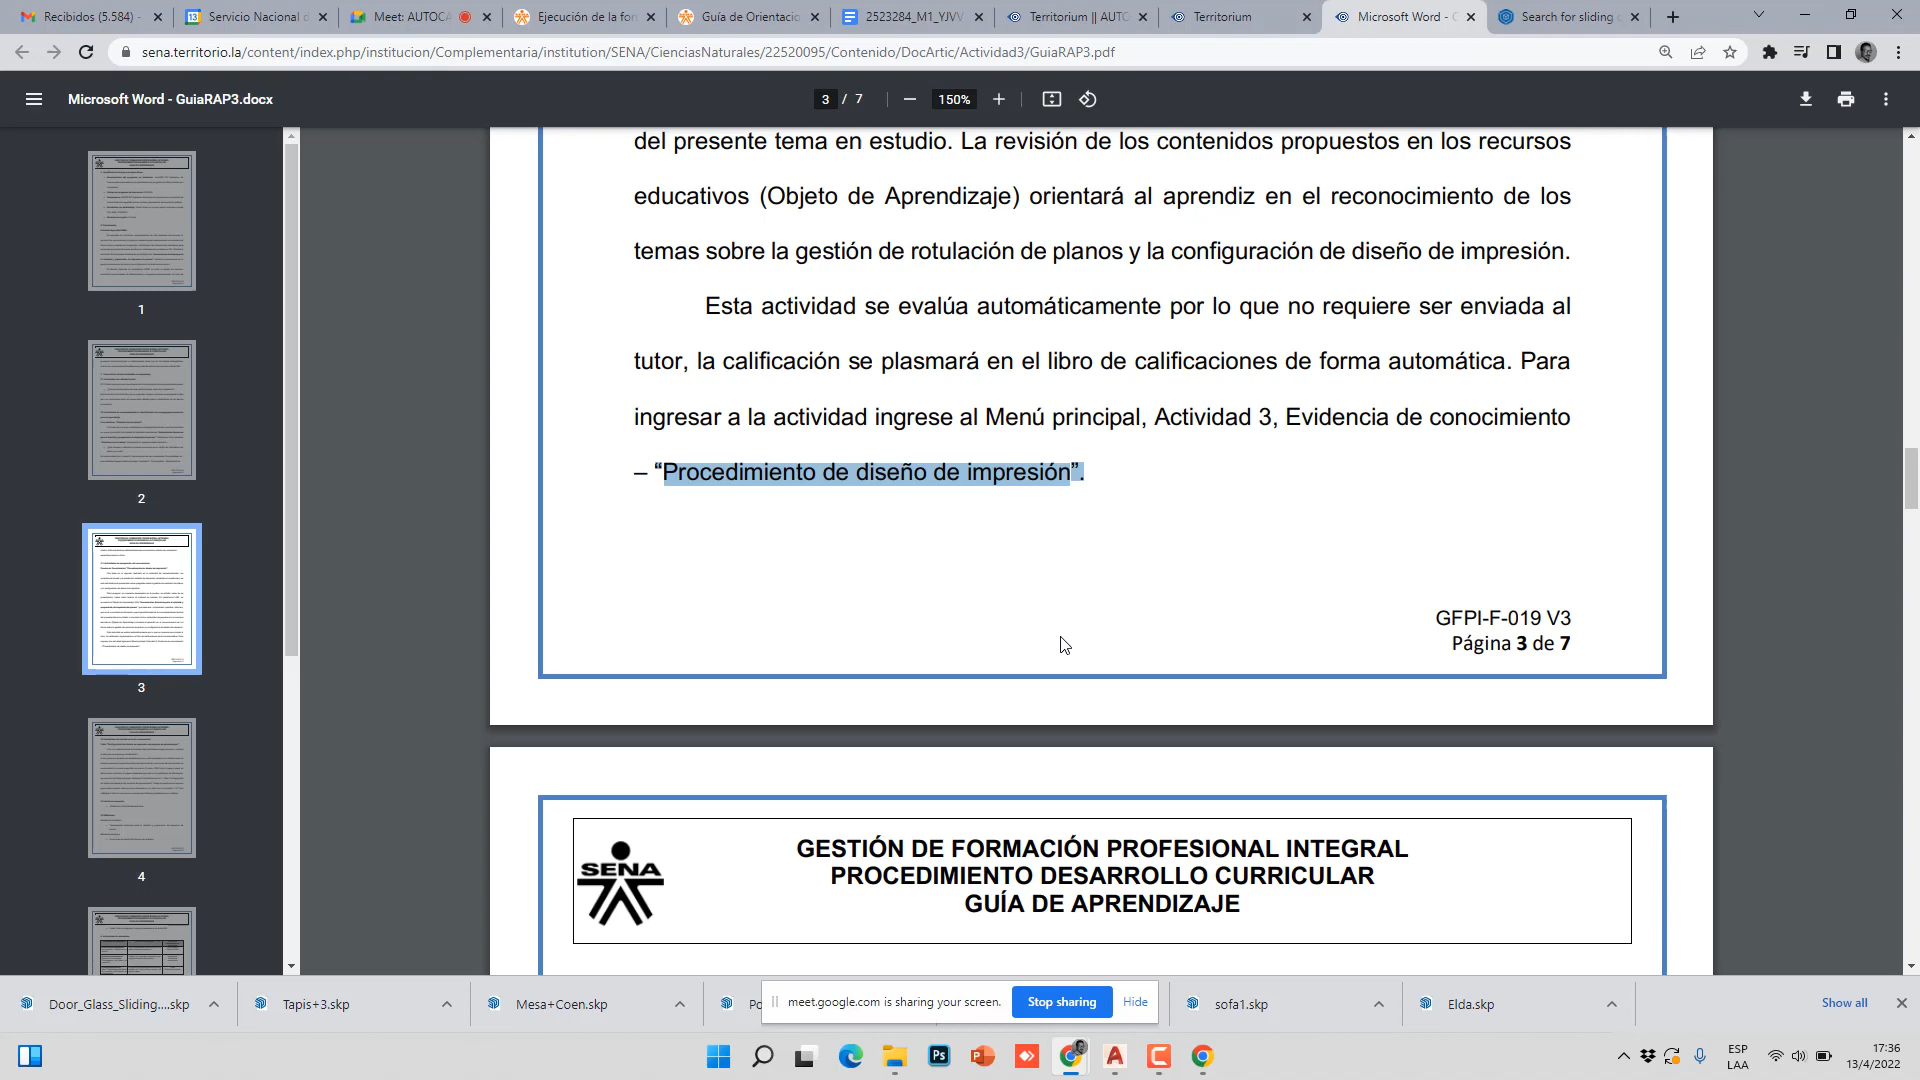 Recibidos (5.584) -
Servicio Nacional d
Meet: AUTOCA
Ejecución de la for
Guía de Orientacio
2523284_M1_YJVV
Territorium || AUTO
Territorium
Microsoft Word - G
Search for sliding d
sena.territorio.la/content/index.php/institucion/Complementaria/institution/SENA/CienciasNaturales/22520095/Contenido/DocArtic/Actividad3/GuiaRAP3.pdf
Microsoft Word - GuiaRAP3.docx
3 / 7
150%
1
2
3
4
del presente tema en estudio. La revisión de los contenidos propuestos en los recursos
educativos (Objeto de Aprendizaje) orientará al aprendiz en el reconocimiento de los
temas sobre la gestión de rotulación de planos y la configuración de diseño de impresión.
Esta actividad se evalúa automáticamente por lo que no requiere ser enviada al
tutor, la calificación se plasmará en el libro de calificaciones de forma automática. Para
ingresar a la actividad ingrese al Menú principal, Actividad 3, Evidencia de conocimiento
– “Procedimiento de diseño de impresión”.
GFPI-F-019 V3
Página 3 de 7
SENA
GESTIÓN DE FORMACIÓN PROFESIONAL INTEGRAL
PROCEDIMIENTO DESARROLLO CURRICULAR
GUÍA DE APRENDIZAJE
Door_Glass_Sliding....skp
Tapis+3.skp
Mesa+Coen.skp
Po
meet.google.com is sharing your screen.
Stop sharing
Hide
sofa1.skp
Elda.skp
Show all
Ps
ESP
LAA
17:36
13/4/2022